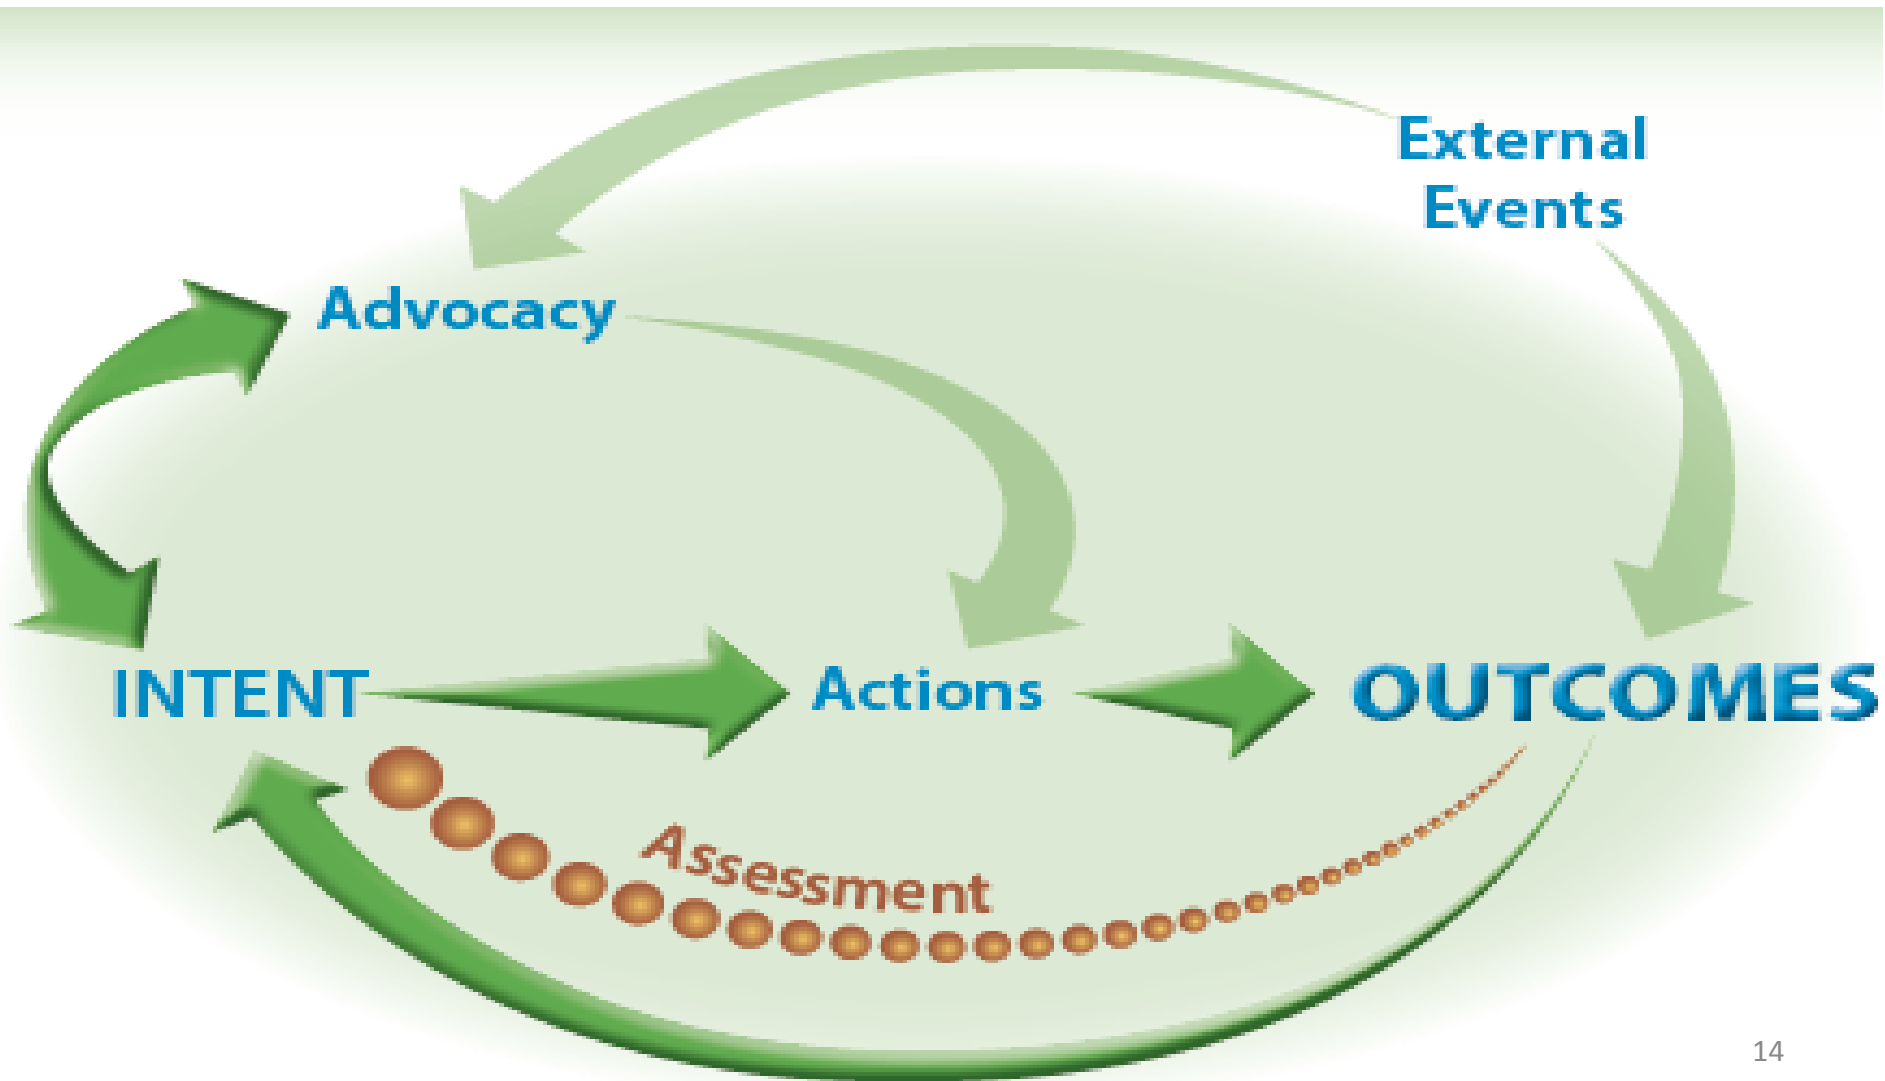 External
Events
Advocacy
INTENT
Actions
OUTCOMES
Assessment
14